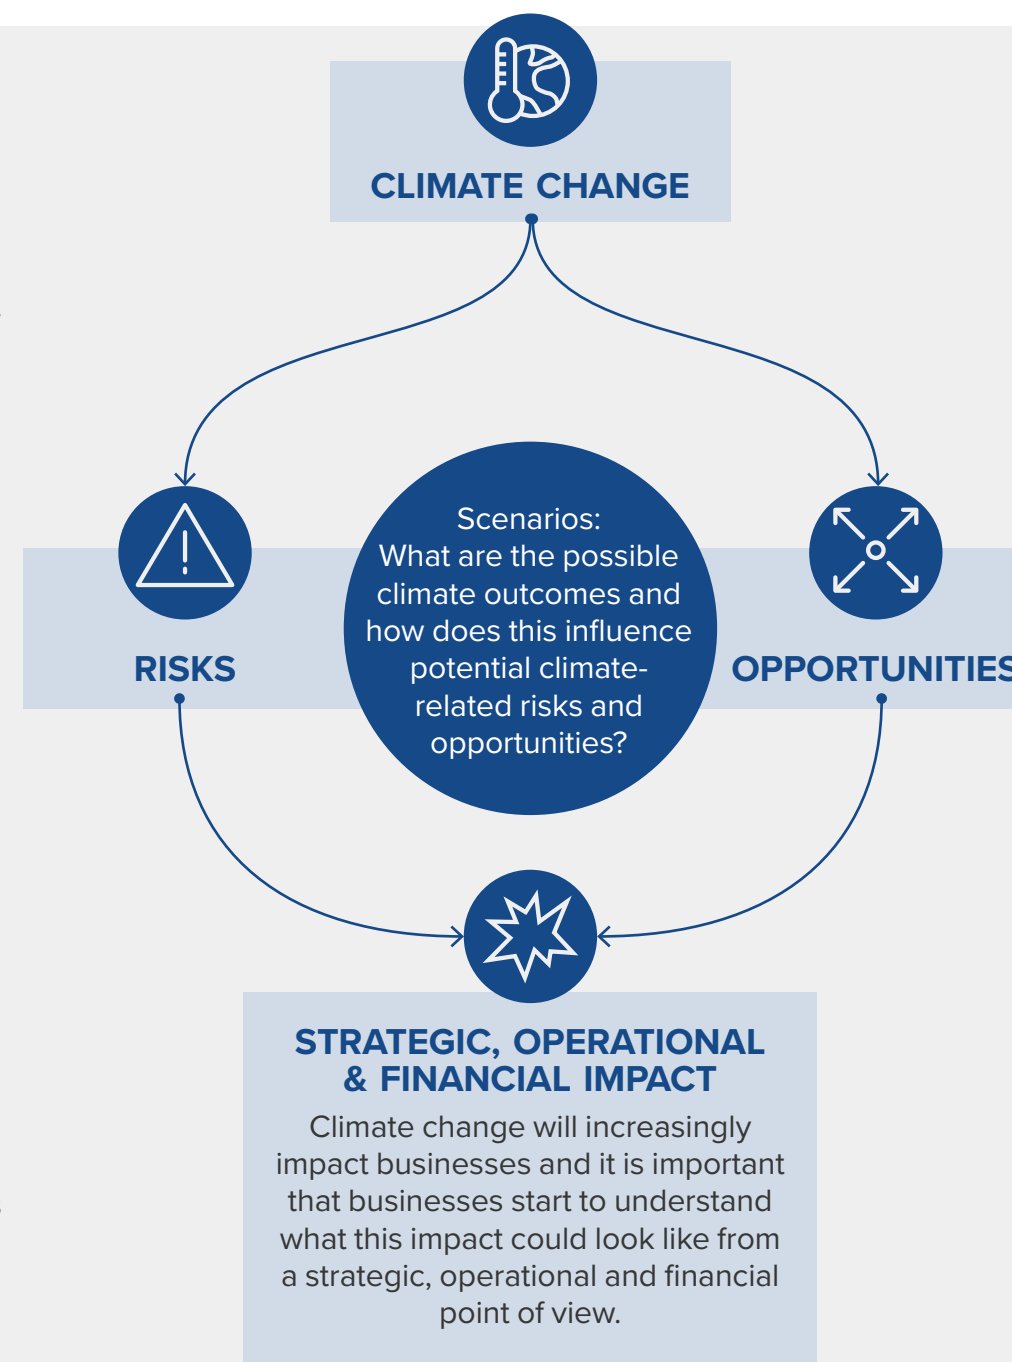 CLIMATE CHANGE
Scenarios:
What are the possible
climate outcomes and
how does this influence
potential climate-
related risks and
opportunities?
RISKS
OPPORTUNITIES
STRATEGIC, OPERATIONAL
& FINANCIAL IMPACT
Climate change will increasingly
impact businesses and it is important
that businesses start to understand
what this impact could look like from
a strategic, operational and financial
point of view.